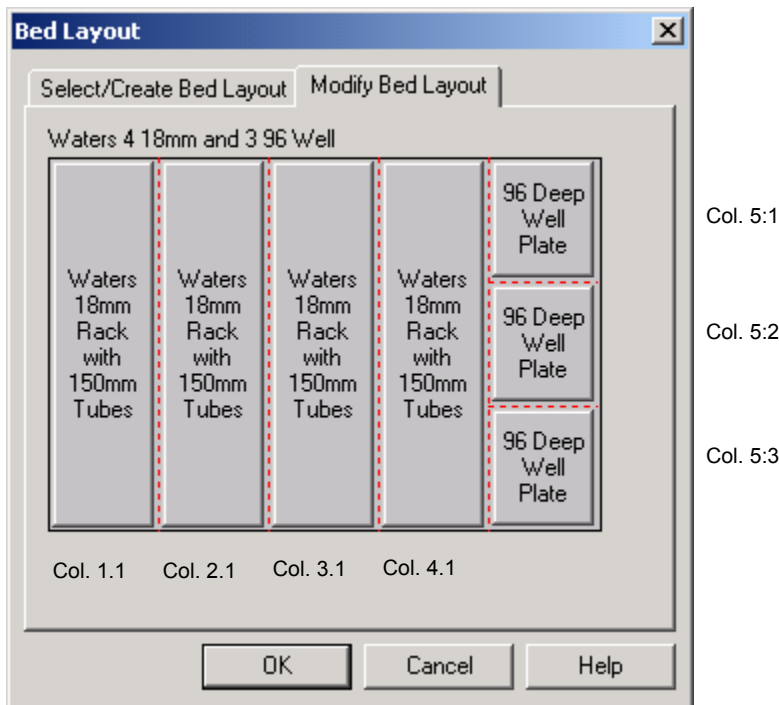 Bed Layout
Select/Create Bed Layout
Modify Bed Layout
Waters 4 18mm and 3 96 Well
Waters
18mm
Rack
with
150mm
Tubes
Waters
18mm
Rack
with
150mm
Tubes
Waters
18mm
Rack
with
150mm
Tubes
Waters
18mm
Rack
with
150mm
Tubes
96 Deep
Well
Plate
Col. 5:1
96 Deep
Well
Plate
Col. 5:2
96 Deep
Well
Plate
Col. 5:3
Col. 1.1
Col. 2.1
Col. 3.1
Col. 4.1
OK
Cancel
Help